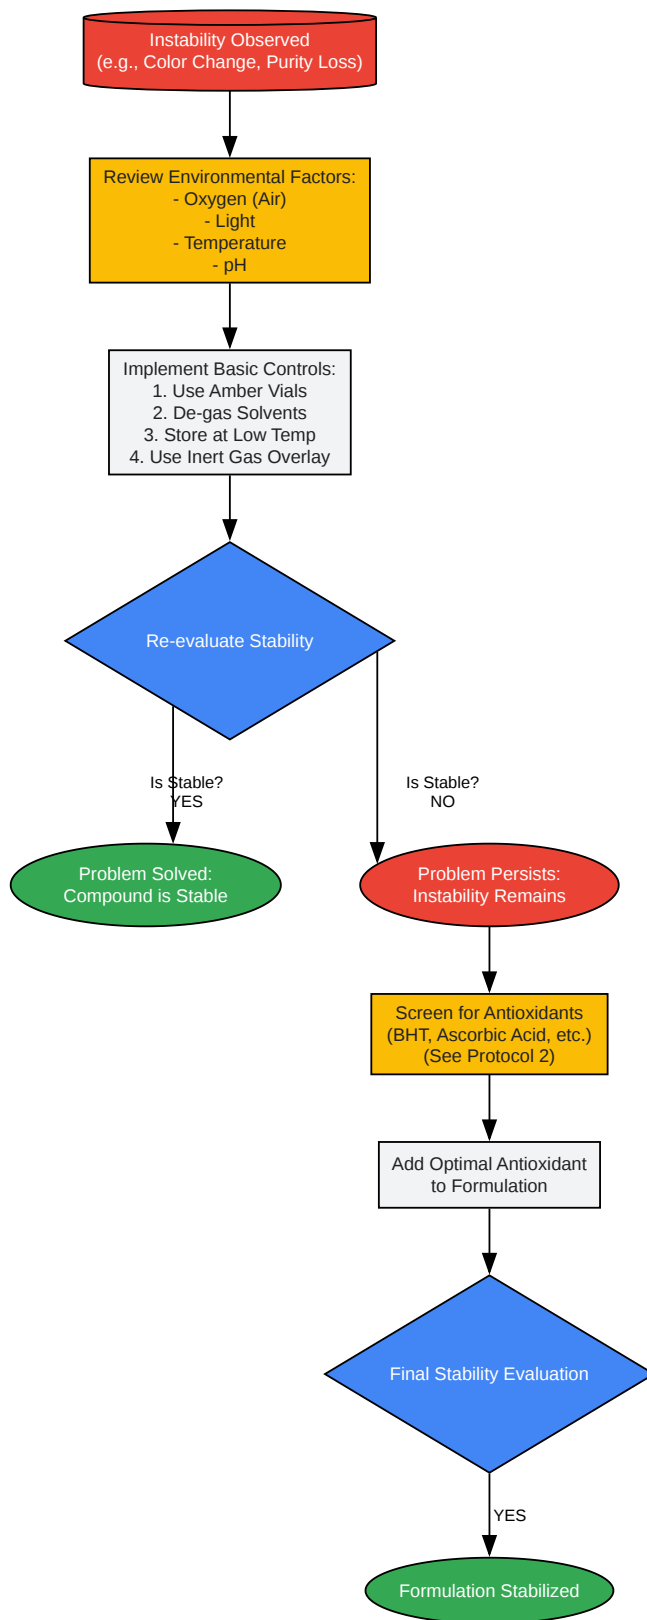 Instability Observed
(e.g., Color Change, Purity Loss)
Review Environmental Factors:
- Oxygen (Air)
- Light
- Temperature
- pH
Implement Basic Controls:
1. Use Amber Vials
2. De-gas Solvents
3. Store at Low Temp
4. Use Inert Gas Overlay
Re-evaluate Stability
Is Stable?
YES
Is Stable?
NO
Problem Solved:
Compound is Stable
Problem Persists:
Instability Remains
Screen for Antioxidants
(BHT, Ascorbic Acid, etc.)
(See Protocol 2)
Add Optimal Antioxidant
to Formulation
Final Stability Evaluation
YES
Formulation Stabilized